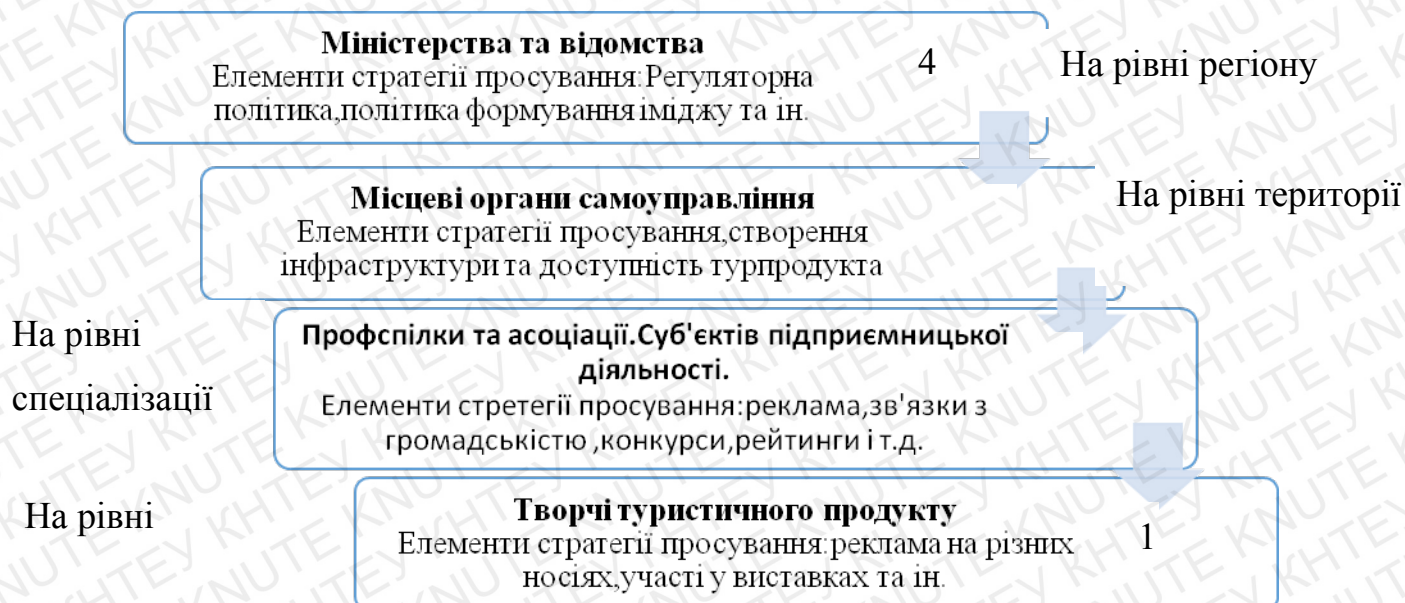 Міністерства та відомства
Елементи стратегії просування:Регуляторна
політика,політика формування іміджу та ін.
4
На рівні регіону
Місцеві органи самоуправління
Елементи стратегії просування,створення
інфраструктури та доступність турпродукта
На рівні території
На рівні
спеціалізації
Профспілки та асоціації.Суб'єктів підприємницької
діяльності.
Елементи стретегії просування:реклама,зв'язки з
громадськістю ,конкурси,рейтинги і т.д.
На рівні
Творчі туристичного продукту
Елементи стратегії просування:реклама на різних
носіях,участі у виставках та ін.
1